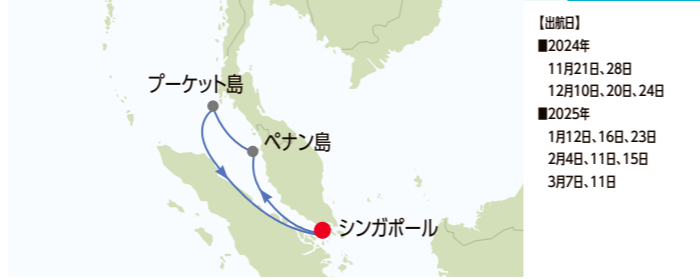 プーケット島
ペナン島
シンガポール
【出航日】
■2024年
11月21日、28日
12月10日、20日、24日
■2025年
1月12日、16日、23日
2月4日、11日、15日
3月7日、11日